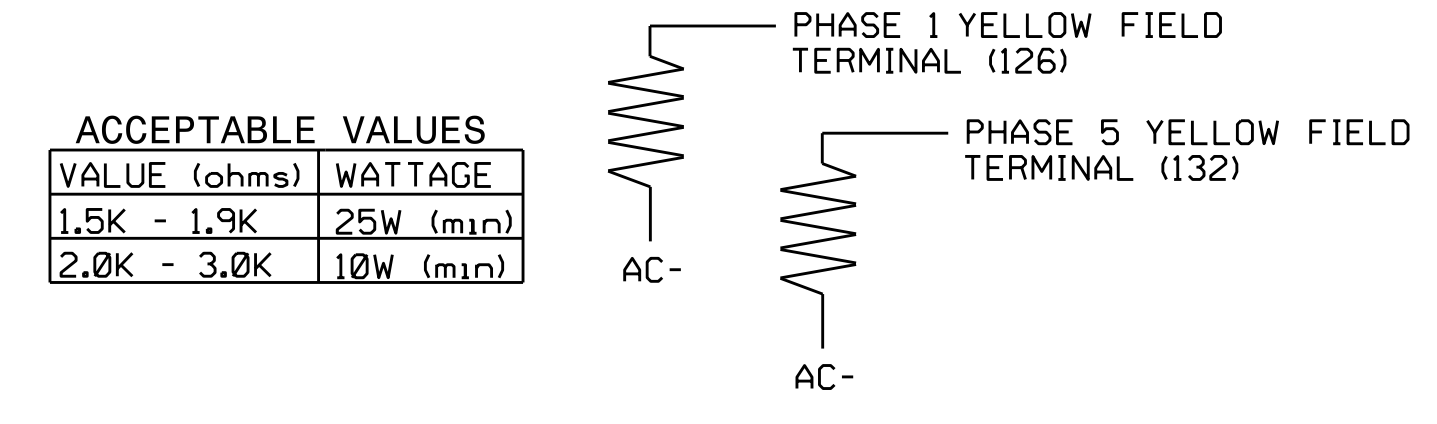 ACCEPTABLE VALUES
VALUE (ohms) WATTAGE
1.5K - 1.9K 25W (min)
2.0K - 3.0K 10W (min)
PHASE 1 YELLOW FIELD
TERMINAL (126)
AC-
PHASE 5 YELLOW FIELD
TERMINAL (132)
AC-